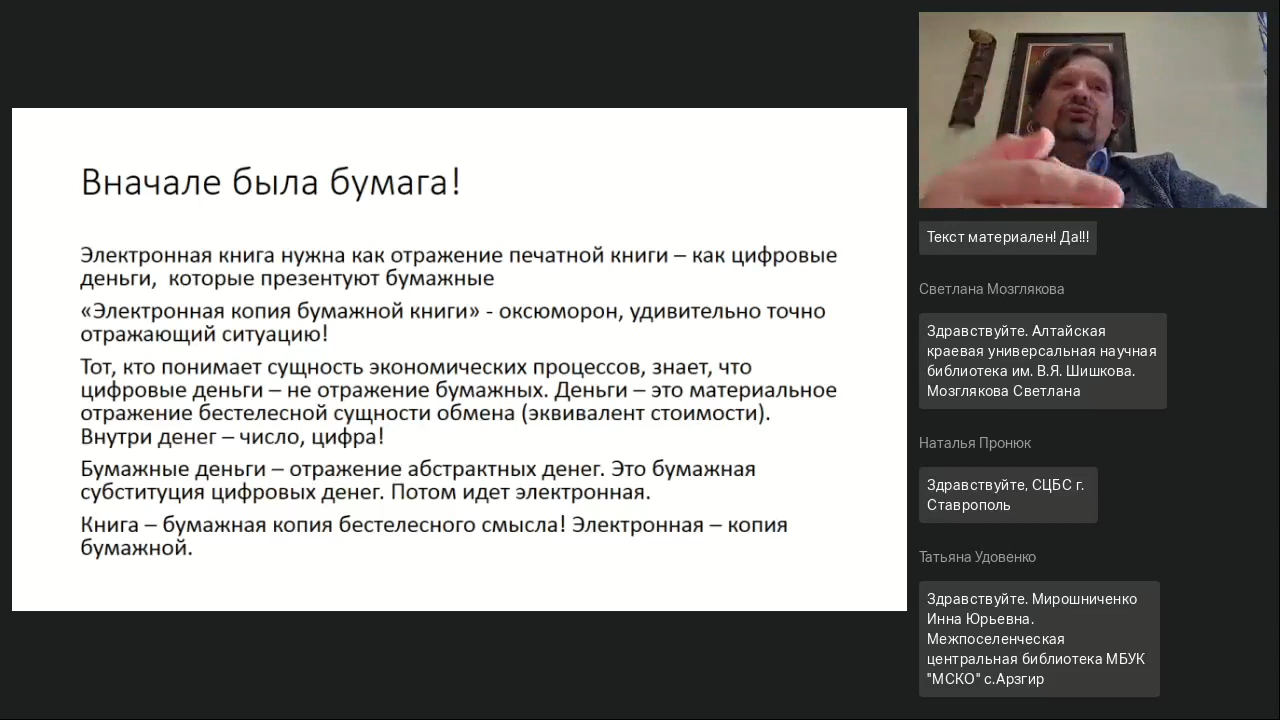 Вначале была бумага!
Электронная книга нужна как отражение печатной книги – как цифровые
деньги,  которые презентуют бумажные
«Электронная копия бумажной книги» - оксюморон, удивительно точно
отражающий ситуацию!
Тот, кто понимает сущность экономических процессов, знает, что
цифровые деньги – не отражение бумажных. Деньги – это материальное
отражение бестелесной сущности обмена (эквивалент стоимости).
Внутри денег – число, цифра!
Бумажные деньги – отражение абстрактных денег. Это бумажная
субституция цифровых денег. Потом идет электронная.
Книга – бумажная копия бестелесного смысла! Электронная – копия
бумажной.
Текст материален! Да!!!
Светлана Мозглякова
Здравствуйте. Алтайская
краевая универсальная научная
библиотека им. В.Я. Шишкова.
Мозглякова Светлана
Наталья Пронюк
Здравствуйте, СЦБС г.
Ставрополь
Татьяна Удовенко
Здравствуйте. Мирошниченко
Инна Юрьевна.
Межпоселенческая
центральная библиотека МБУК
"МСКО" с.Арзгир